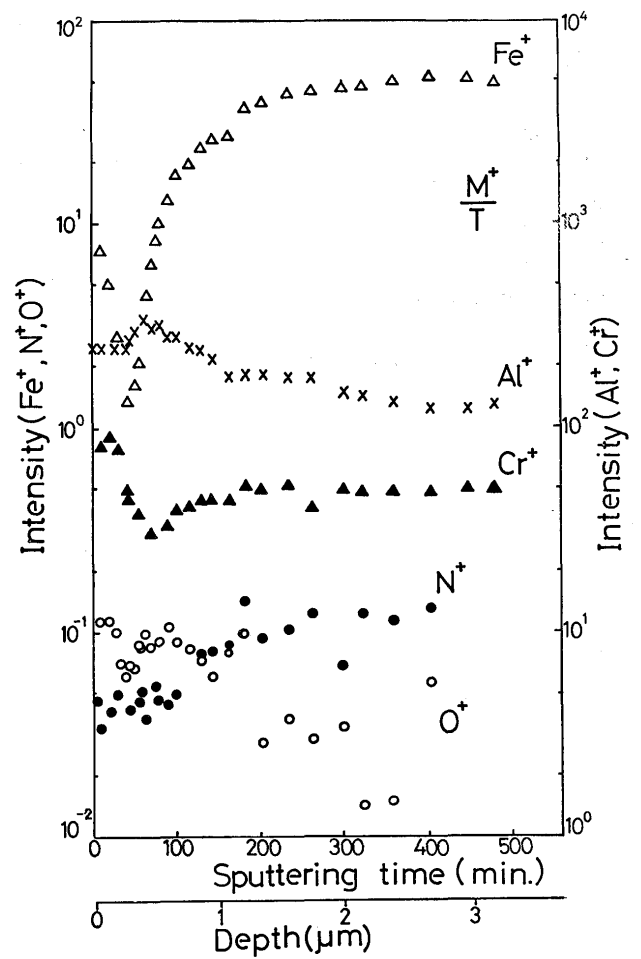 10²
10⁴
Fe⁺
M⁺
T
10¹
10³
Intensity (Fe⁺, N⁺, O⁺)
Intensity (Al⁺, Cr⁺)
Al⁺
10⁰
10²
Cr⁺
N⁺
10⁻¹
10¹
O⁺
10⁻²
10⁰
0 100 200 300 400 500
Sputtering time (min.)
0 1 2 3
Depth (μm)